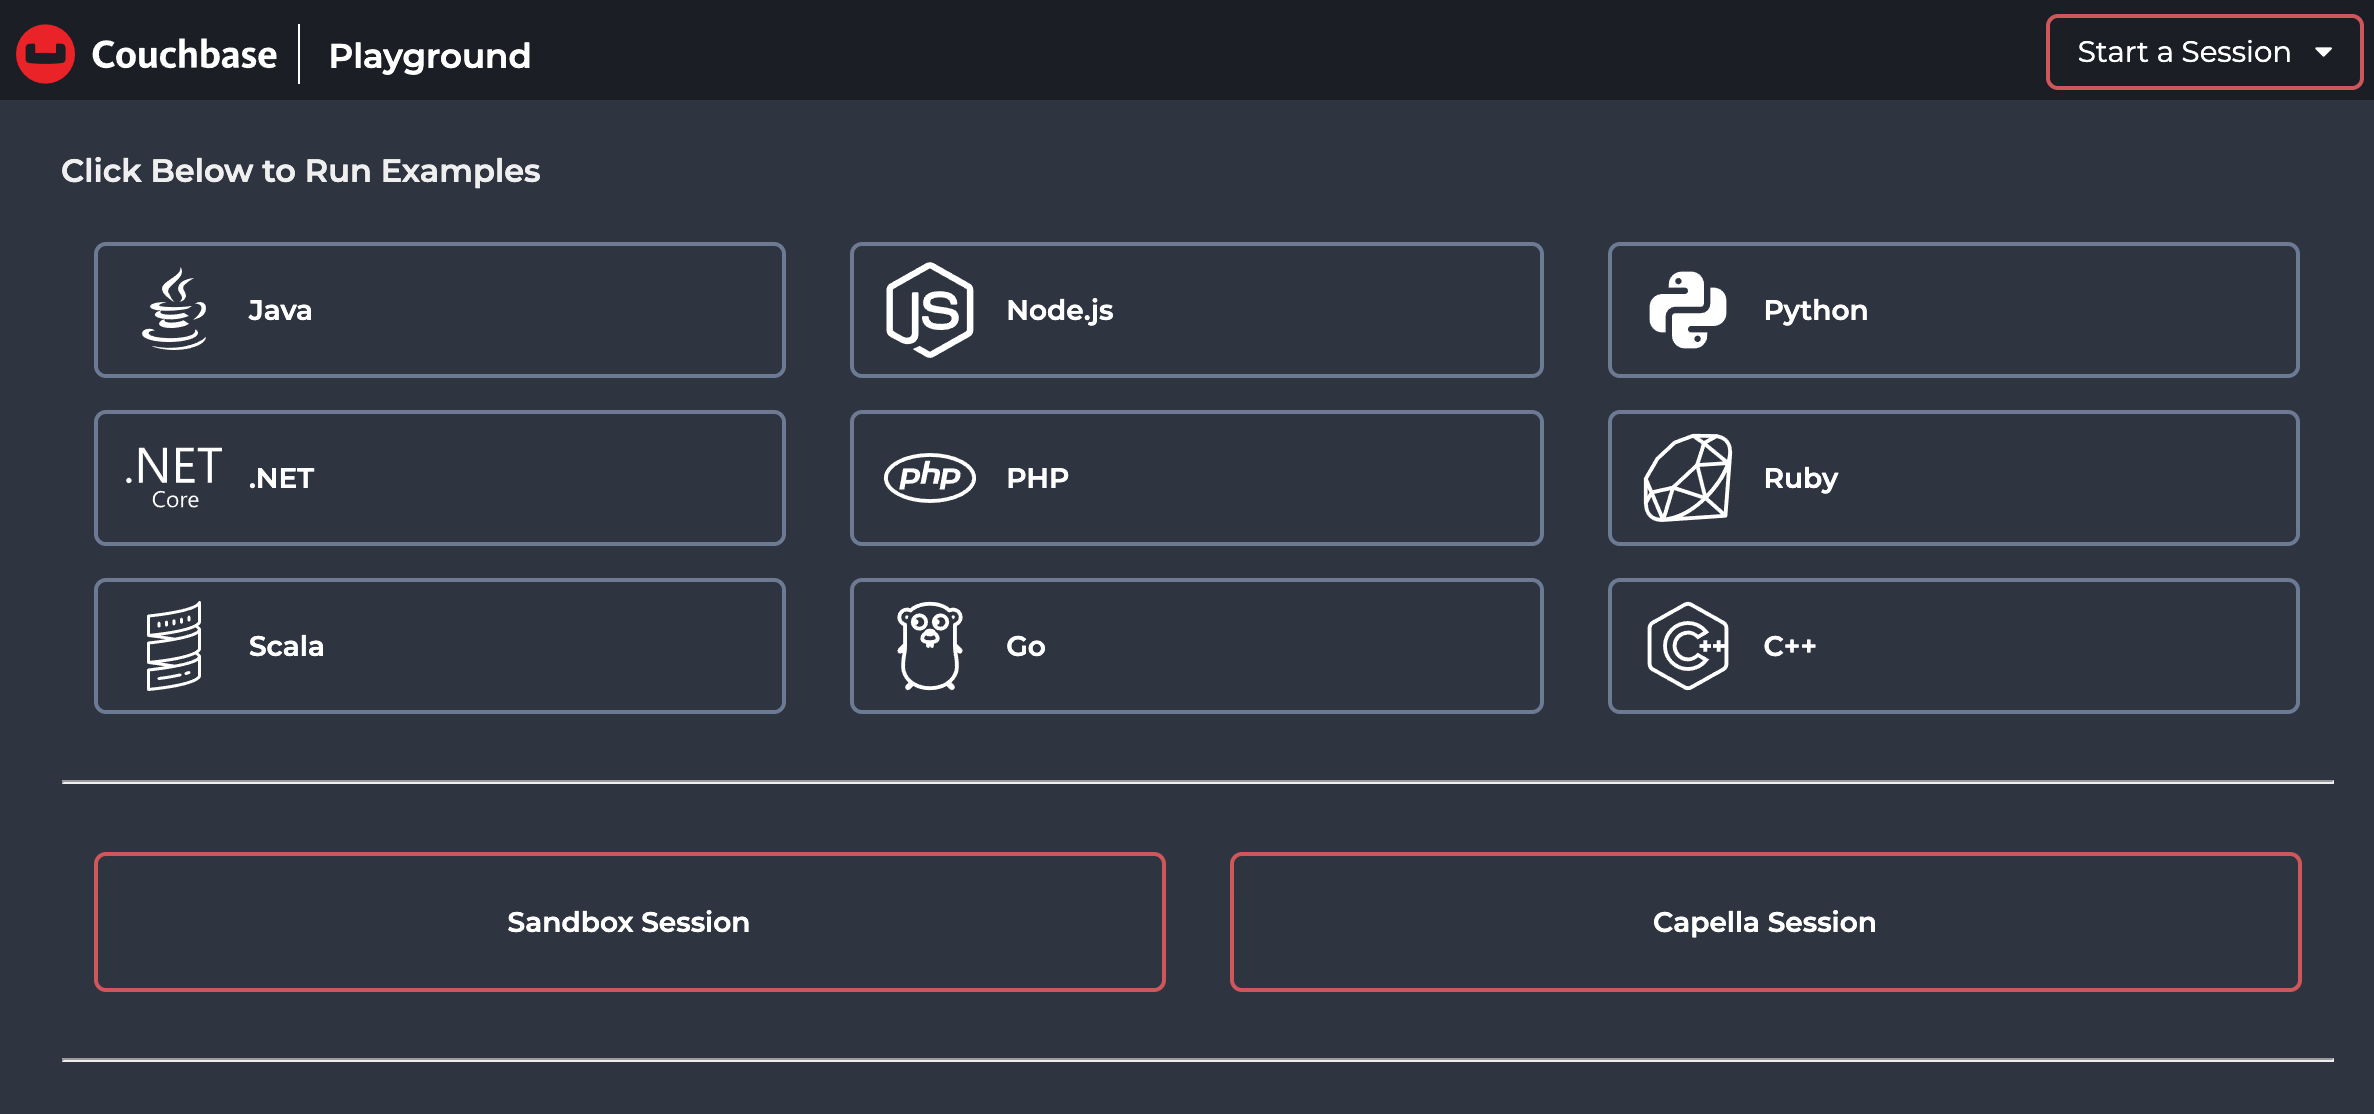 Couchbase
Playground
Start a Session
Click Below to Run Examples
Java
JS
Node.js
Python
.NET
Core
.NET
php
PHP
Ruby
Scala
Go
C++
C++
Sandbox Session
Capella Session